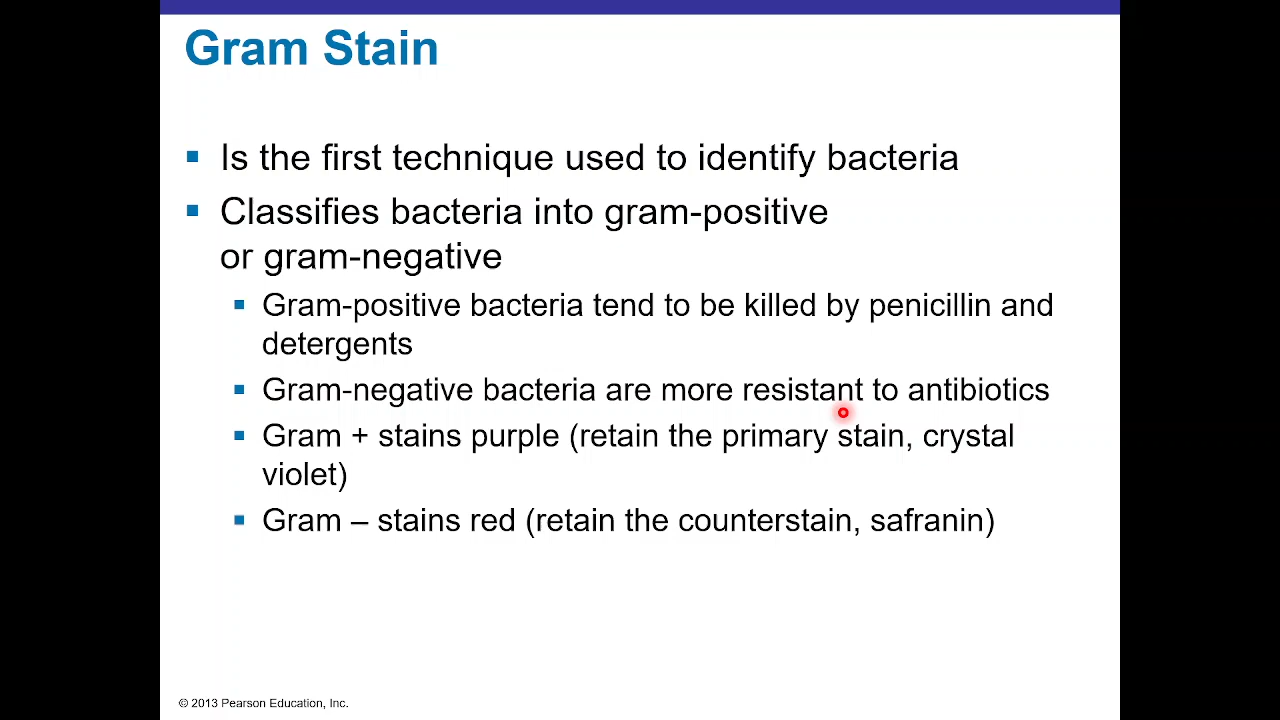 Gram Stain
▪ Is the first technique used to identify bacteria
▪ Classifies bacteria into gram-positive
or gram-negative
▪ Gram-positive bacteria tend to be killed by penicillin and
detergents
▪ Gram-negative bacteria are more resistant to antibiotics
▪ Gram + stains purple (retain the primary stain, crystal
violet)
▪ Gram – stains red (retain the counterstain, safranin)
© 2013 Pearson Education, Inc.